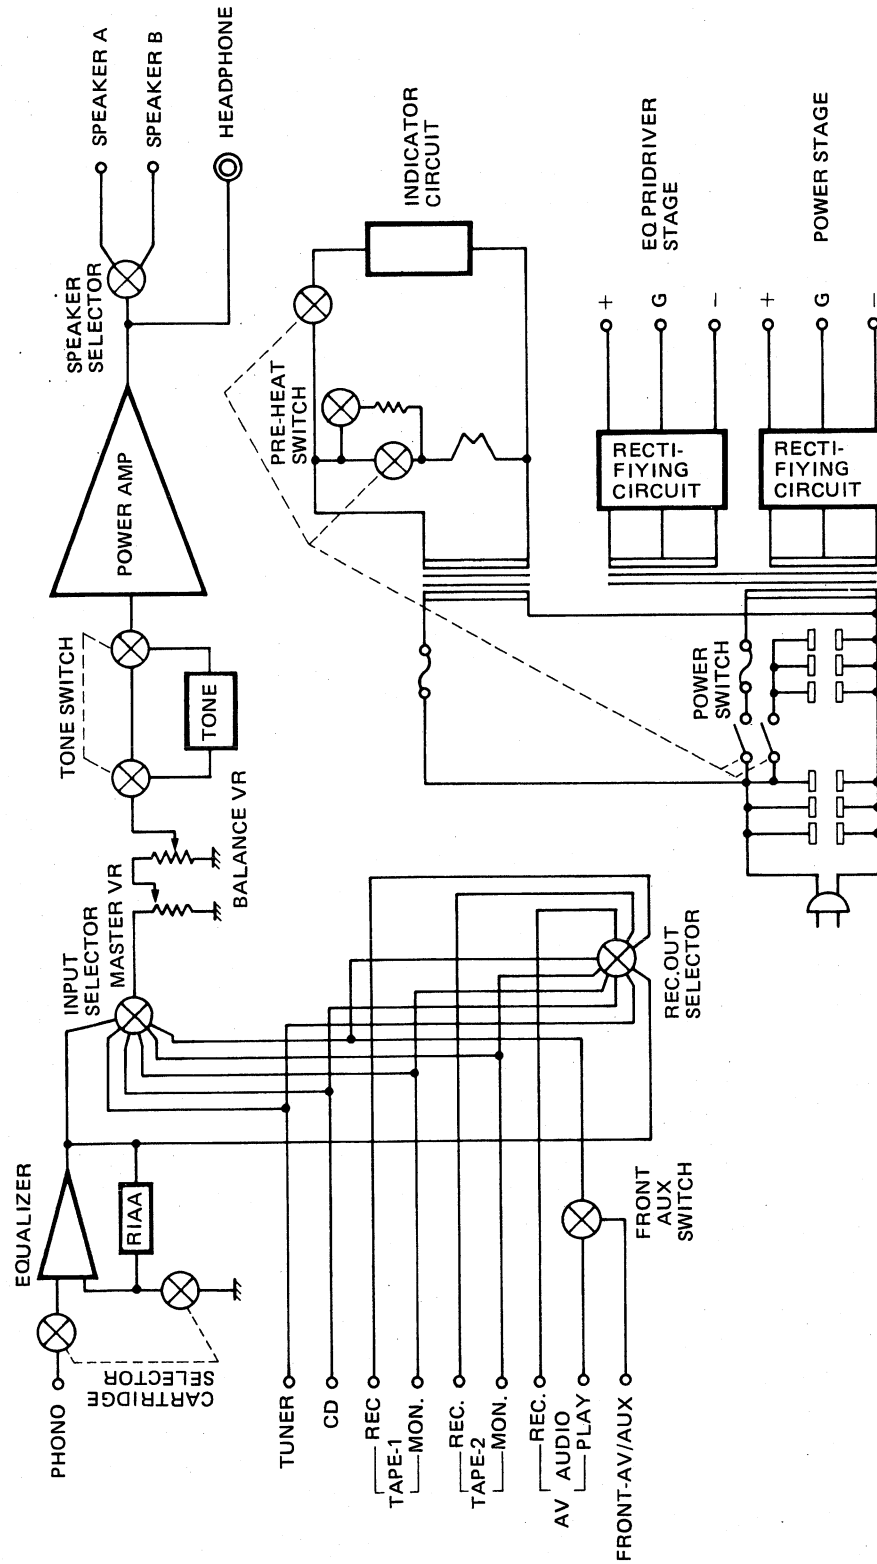 PHONO
CARTRIDGE
SELECTOR
EQUALIZER
RIAA
INPUT
SELECTOR
MASTER VR
BALANCE VR
TONE SWITCH
TONE
POWER AMP
SPEAKER
SELECTOR
SPEAKER A
SPEAKER B
HEADPHONE
TUNER
CD
REC
TAPE-1
MON.
REC.
TAPE-2
MON.
REC.
AV AUDIO
PLAY
FRONT-AV/AUX
FRONT
AUX
SWITCH
REC.OUT
SELECTOR
PRE-HEAT
SWITCH
INDICATOR
CIRCUIT
POWER
SWITCH
RECTI-
FIYING
CIRCUIT
+
G
−
EQ PRIDRIVER
STAGE
RECTI-
FIYING
CIRCUIT
+
G
−
POWER STAGE